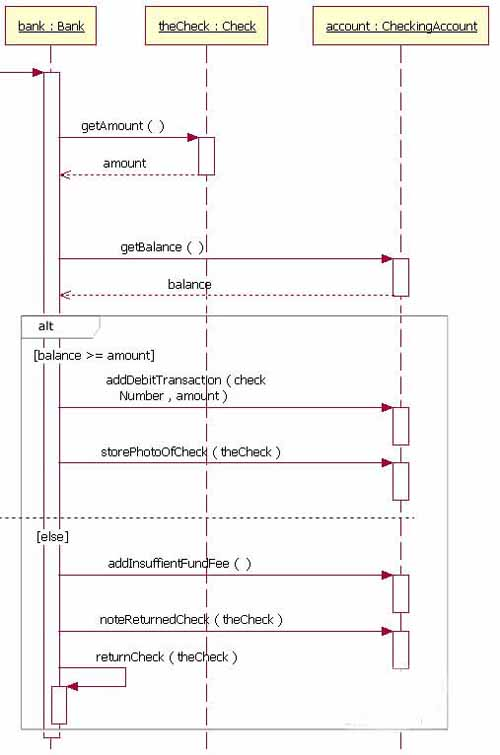 bank : Bank
theCheck : Check
account : CheckingAccount
getAmount ( )
amount
getBalance ( )
balance
alt
[balance >= amount]
addDebitTransaction ( check
Number , amount )
storePhotoOfCheck ( theCheck )
[else]
addInsuffientFundFee ( )
noteReturnedCheck ( theCheck )
returnCheck ( theCheck )